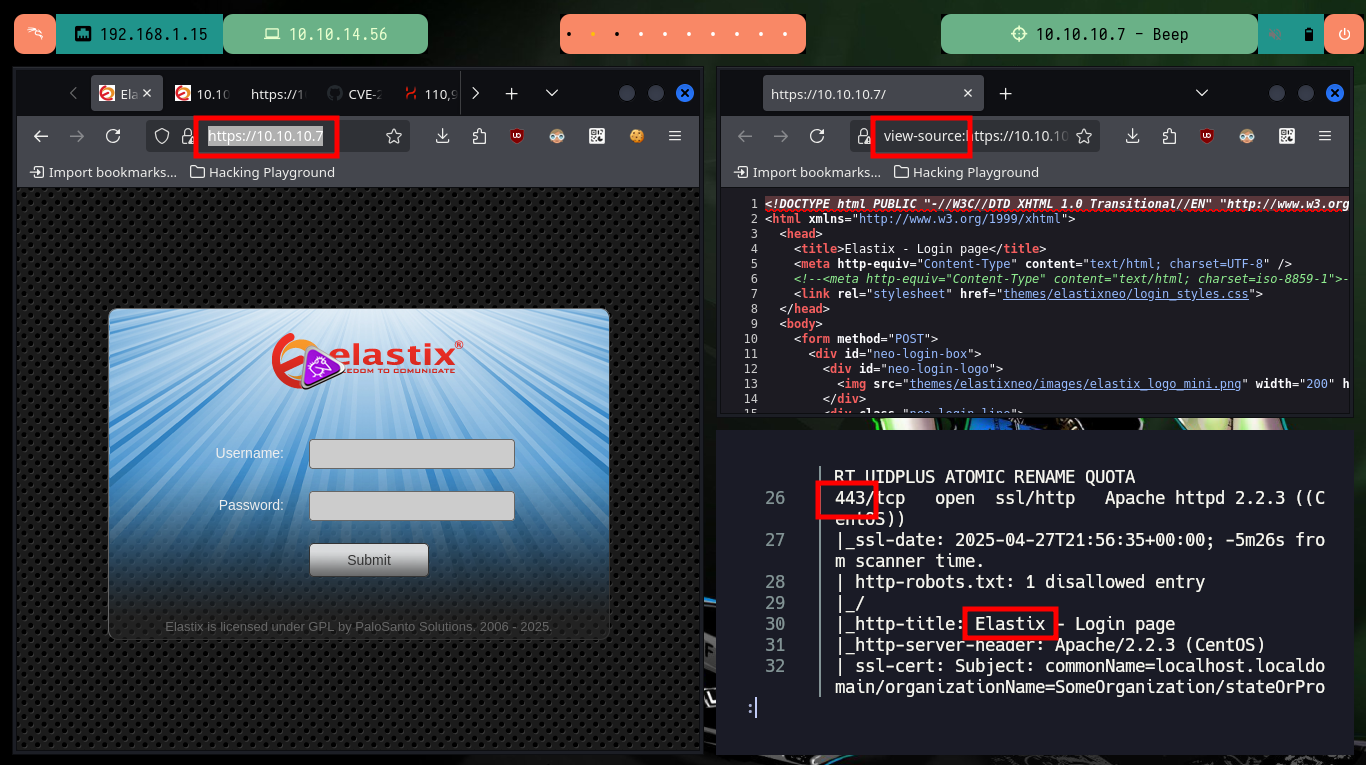 192.168.1.15
10.10.14.56
10.10.10.7 - Beep
Ela
10.10
https://1
CVE-2
110,9
https://10.10.10.7
Import bookmarks...
Hacking Playground
elastix®
EEDOM TO COMUNICATE
Username:
Password:
Submit
Elastix is licensed under GPL by PaloSanto Solutions. 2006 - 2025.
https://10.10.10.7/
view-source:https://10.10.10
Import bookmarks...
Hacking Playground
1 <!DOCTYPE html PUBLIC "-//W3C//DTD XHTML 1.0 Transitional//EN" "http://www.w3.org
2 <html xmlns="http://www.w3.org/1999/xhtml">
3 <head>
4 <title>Elastix - Login page</title>
5 <meta http-equiv="Content-Type" content="text/html; charset=UTF-8" />
6 <!--<meta http-equiv="Content-Type" content="text/html; charset=iso-8859-1">-
7 <link rel="stylesheet" href="themes/elastixneo/login_styles.css">
8 </head>
9 <body>
10 <form method="POST">
11 <div id="neo-login-box">
12 <div id="neo-login-logo">
13 <img src="themes/elastixneo/images/elastix_logo_mini.png" width="200" h
14 </div>
15 <div class="neo-login-line">
RT UIDPLUS ATOMIC RENAME QUOTA
26 443/tcp open ssl/http Apache httpd 2.2.3 ((C
entOS))
27 |_ssl-date: 2025-04-27T21:56:35+00:00; -5m26s fro
m scanner time.
28 | http-robots.txt: 1 disallowed entry
29 |_/
30 |_http-title: Elastix - Login page
31 |_http-server-header: Apache/2.2.3 (CentOS)
32 | ssl-cert: Subject: commonName=localhost.localdo
main/organizationName=SomeOrganization/stateOrPro
: